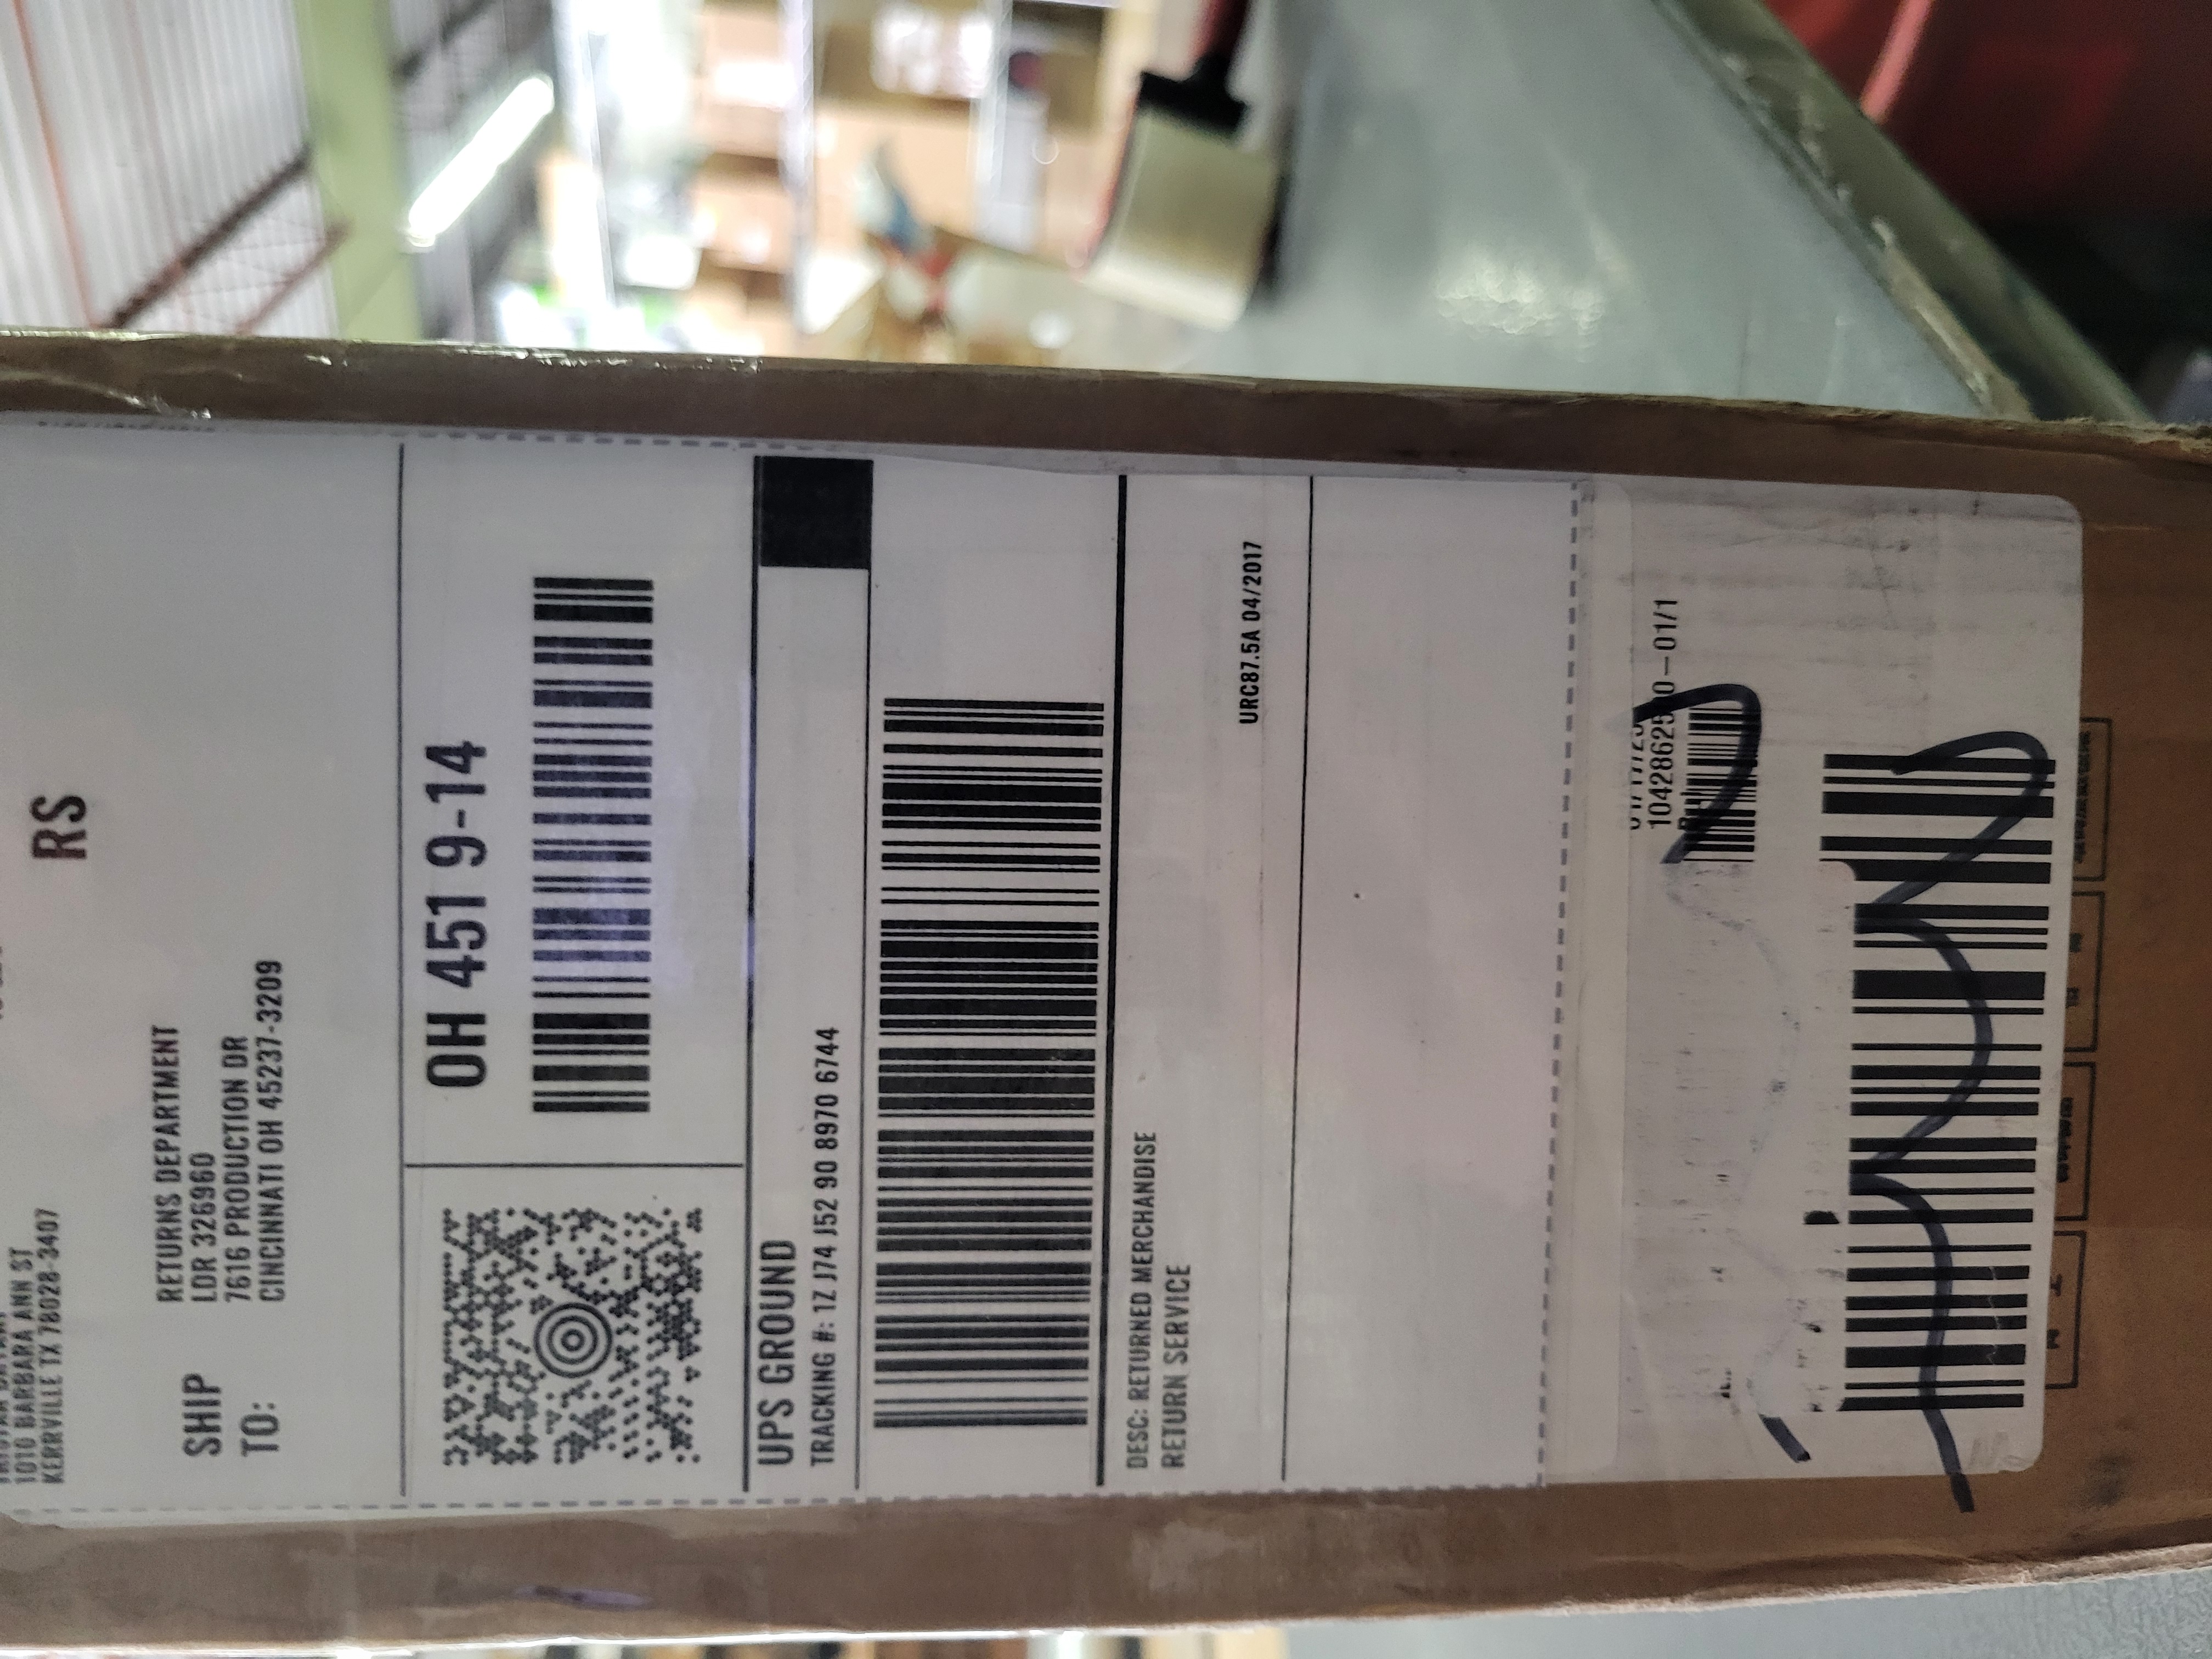 1010 BARBARA ANN ST
KERRVILLE TX 78028-3407
RS
SHIP
TO:
RETURNS DEPARTMENT
LDR 326960
7616 PRODUCTION DR
CINCINNATI OH 45237-3209
OH 451 9-14
UPS GROUND
TRACKING #: 1Z J74 J52 90 8970 6744
DESC: RETURNED MERCHANDISE
RETURN SERVICE
URC87.5A 04/2017